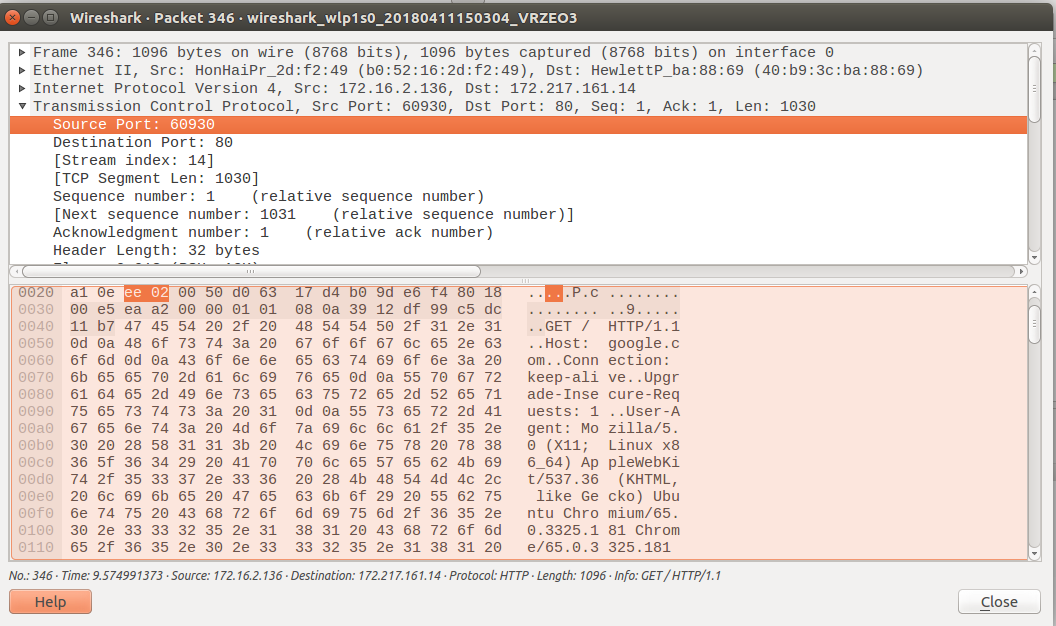 Wireshark · Packet 346 · wireshark_wlp1s0_20180411150304_VRZEO3
Frame 346: 1096 bytes on wire (8768 bits), 1096 bytes captured (8768 bits) on interface 0
Ethernet II, Src: HonHaiPr_2d:f2:49 (b0:52:16:2d:f2:49), Dst: HewlettP_ba:88:69 (40:b9:3c:ba:88:69)
Internet Protocol Version 4, Src: 172.16.2.136, Dst: 172.217.161.14
Transmission Control Protocol, Src Port: 60930, Dst Port: 80, Seq: 1, Ack: 1, Len: 1030
Source Port: 60930
Destination Port: 80
[Stream index: 14]
[TCP Segment Len: 1030]
Sequence number: 1    (relative sequence number)
[Next sequence number: 1031    (relative sequence number)]
Acknowledgment number: 1    (relative ack number)
Header Length: 32 bytes
0020  a1 0e ee 02 00 50 d0 63  17 d4 b0 9d e6 f4 80 18   .....P.c ........
0030  00 e5 ea a2 00 00 01 01  08 0a 39 12 df 99 c5 dc   ........ ..9.....
0040  11 b7 47 45 54 20 2f 20  48 54 54 50 2f 31 2e 31   ..GET /  HTTP/1.1
0050  0d 0a 48 6f 73 74 3a 20  67 6f 6f 67 6c 65 2e 63   ..Host:  google.c
0060  6f 6d 0d 0a 43 6f 6e 6e  65 63 74 69 6f 6e 3a 20   om..Conn ection: 
0070  6b 65 65 70 2d 61 6c 69  76 65 0d 0a 55 70 67 72   keep-ali ve..Upgr
0080  61 64 65 2d 49 6e 73 65  63 75 72 65 2d 52 65 71   ade-Inse cure-Req
0090  75 65 73 74 73 3a 20 31  0d 0a 55 73 65 72 2d 41   uests: 1 ..User-A
00a0  67 65 6e 74 3a 20 4d 6f  7a 69 6c 6c 61 2f 35 2e   gent: Mo zilla/5.
00b0  30 20 28 58 31 31 3b 20  4c 69 6e 75 78 20 78 38   0 (X11;  Linux x8
00c0  36 5f 36 34 29 20 41 70  70 6c 65 57 65 62 4b 69   6_64) Ap pleWebKi
00d0  74 2f 35 33 37 2e 33 36  20 28 4b 48 54 4d 4c 2c   t/537.36  (KHTML,
00e0  20 6c 69 6b 65 20 47 65  63 6b 6f 29 20 55 62 75    like Ge cko) Ubu
00f0  6e 74 75 20 43 68 72 6f  6d 69 75 6d 2f 36 35 2e   ntu Chro mium/65.
0100  30 2e 33 33 32 35 2e 31  38 31 20 43 68 72 6f 6d   0.3325.1 81 Chrom
0110  65 2f 36 35 2e 30 2e 33  33 32 35 2e 31 38 31 20   e/65.0.3 325.181 
No.: 346 · Time: 9.574991373 · Source: 172.16.2.136 · Destination: 172.217.161.14 · Protocol: HTTP · Length: 1096 · Info: GET / HTTP/1.1
Help
Close